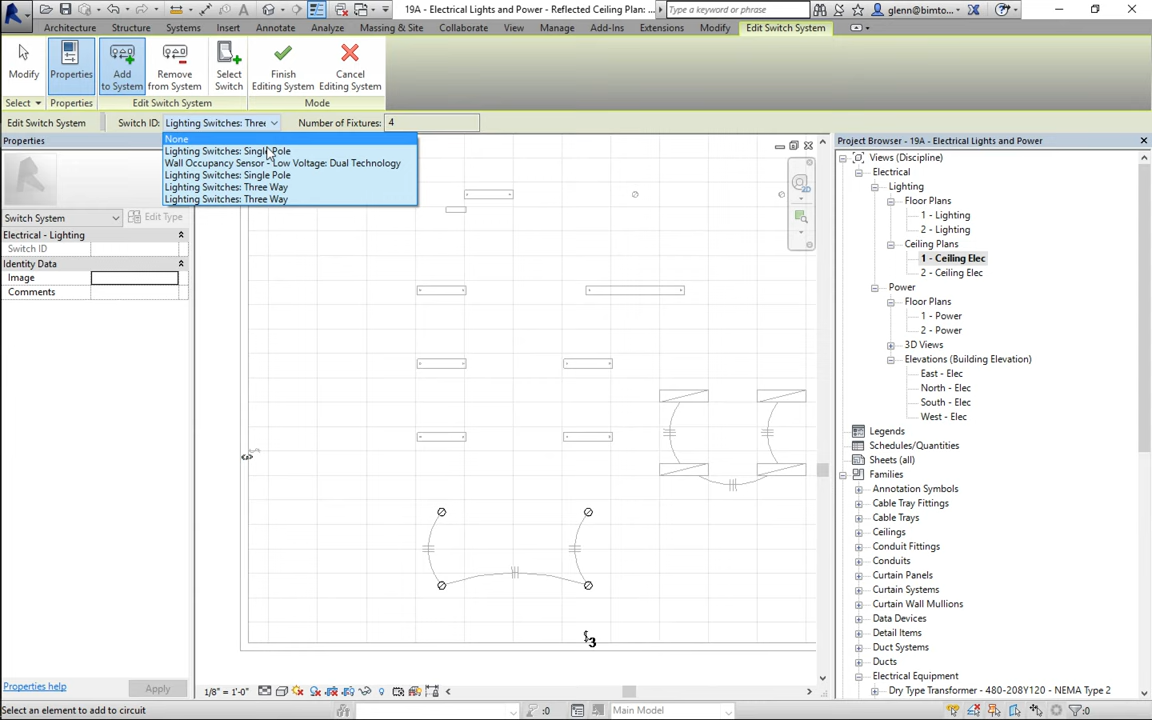 19A - Electrical Lights and Power - Reflected Ceiling Plan:
Type a keyword or phrase
glenn@bimto...
Architecture Structure Systems Insert Annotate Analyze Massing & Site Collaborate View Manage Add-Ins Extensions Modify Edit Switch System
Modify Properties Add to System Remove from System Select Switch Finish Editing System Cancel Editing System
Select Properties Edit Switch System Mode
Edit Switch System Switch ID: Lighting Switches: Three Number of Fixtures: 4
None
Lighting Switches: Single Pole
Wall Occupancy Sensor - Low Voltage: Dual Technology
Lighting Switches: Single Pole
Lighting Switches: Three Way
Lighting Switches: Three Way
Properties
Switch System
Edit Type
Electrical - Lighting
Switch ID
Identity Data
Image
Comments
Properties help
Apply
3
Project Browser - 19A - Electrical Lights and Power
Views (Discipline)
Electrical
Lighting
Floor Plans
1 - Lighting
2 - Lighting
Ceiling Plans
1 - Ceiling Elec
2 - Ceiling Elec
Power
Floor Plans
1 - Power
2 - Power
3D Views
Elevations (Building Elevation)
East - Elec
North - Elec
South - Elec
West - Elec
Legends
Schedules/Quantities
Sheets (all)
Families
Annotation Symbols
Cable Tray Fittings
Cable Trays
Ceilings
Conduit Fittings
Conduits
Curtain Panels
Curtain Systems
Curtain Wall Mullions
Data Devices
Detail Items
Duct Systems
Ducts
Electrical Equipment
Dry Type Transformer - 480-208Y120 - NEMA Type 2
1/8" = 1'-0"
Select an element to add to circuit
:0
Main Model
:0